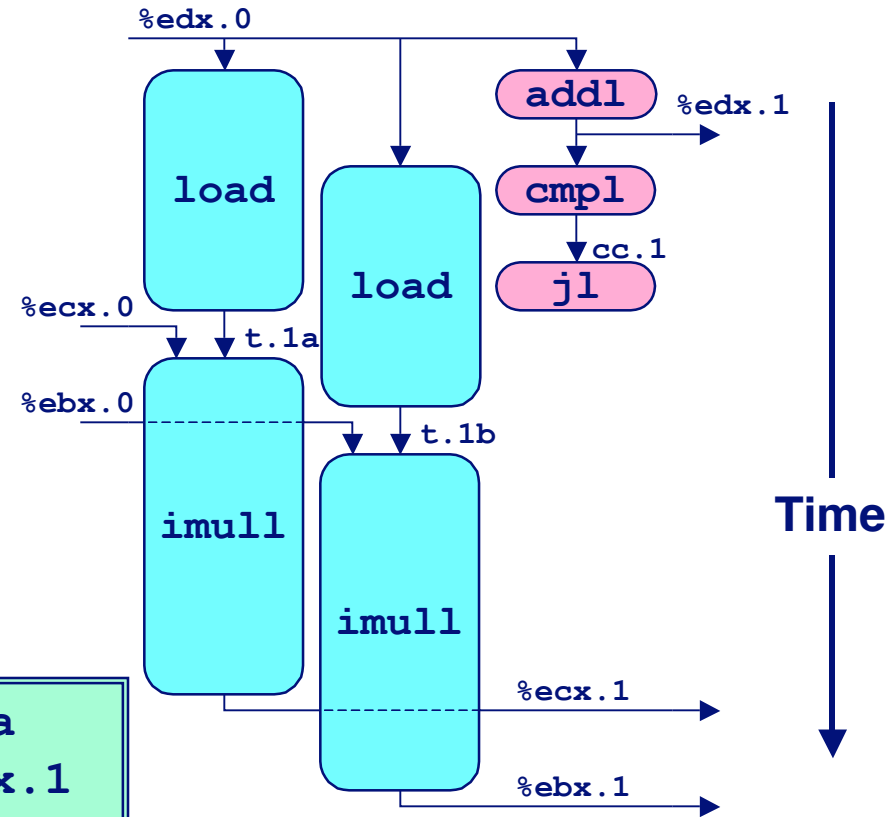 %edx.0
addl
%edx.1
load
cmpl
cc.1
load
jl
%ecx.0
t.1a
%ebx.0
t.1b
Time
imull
imull
%ecx.1
a
x.1
%ebx.1